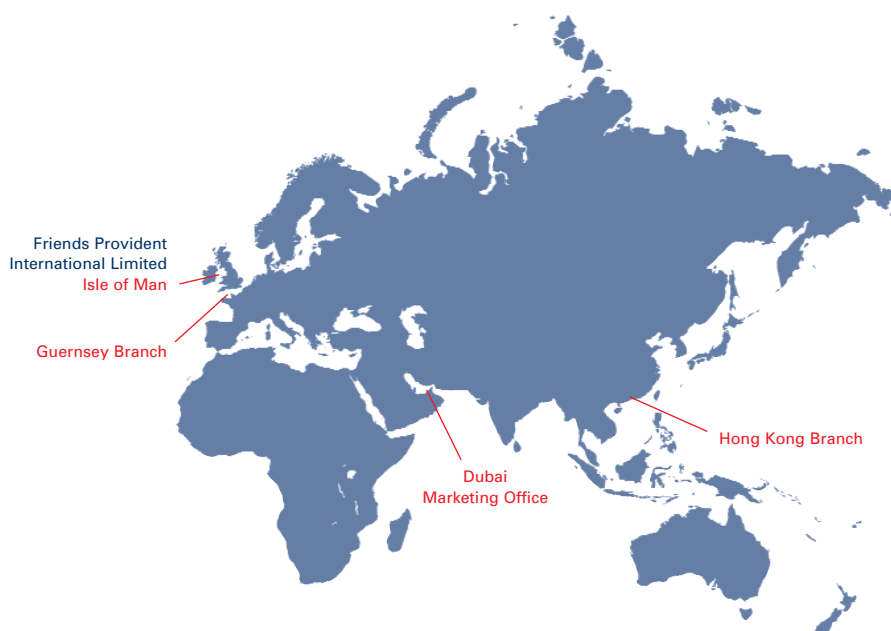 Friends Provident
International Limited
Isle of Man
Guernsey Branch
Hong Kong Branch
Dubai
Marketing Office